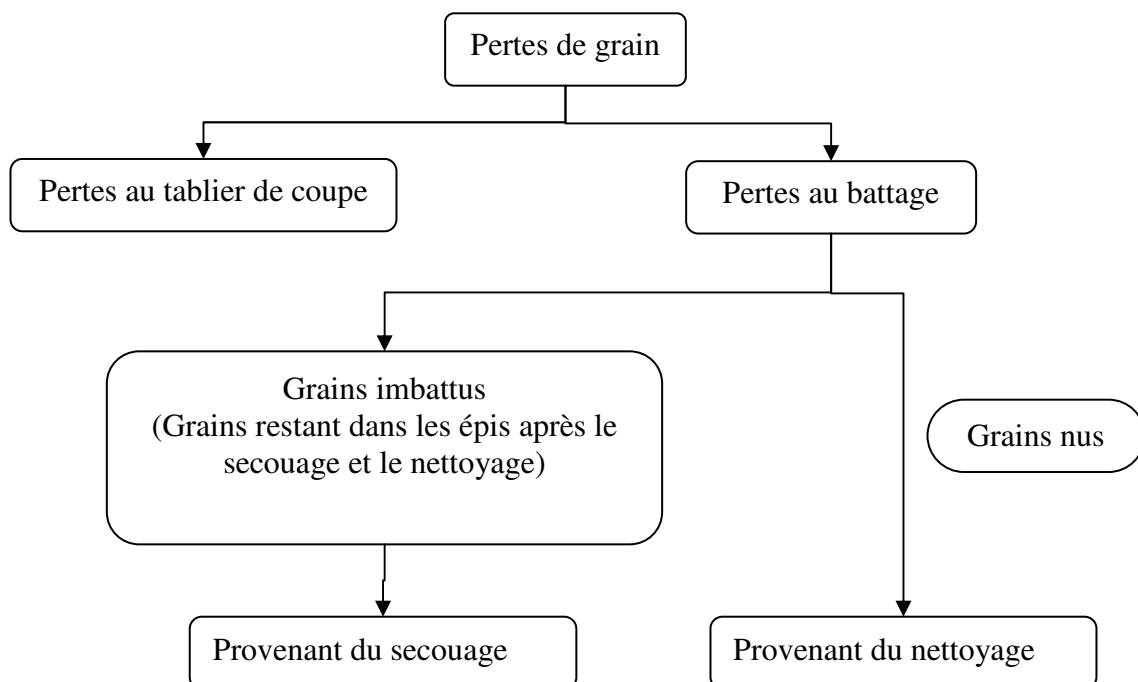 Pertes de grain
Pertes au tablier de coupe
Pertes au battage
Grains imbattus
(Grains restant dans les épis après le
secouage et le nettoyage)
Grains nus
Provenant du secouage
Provenant du nettoyage